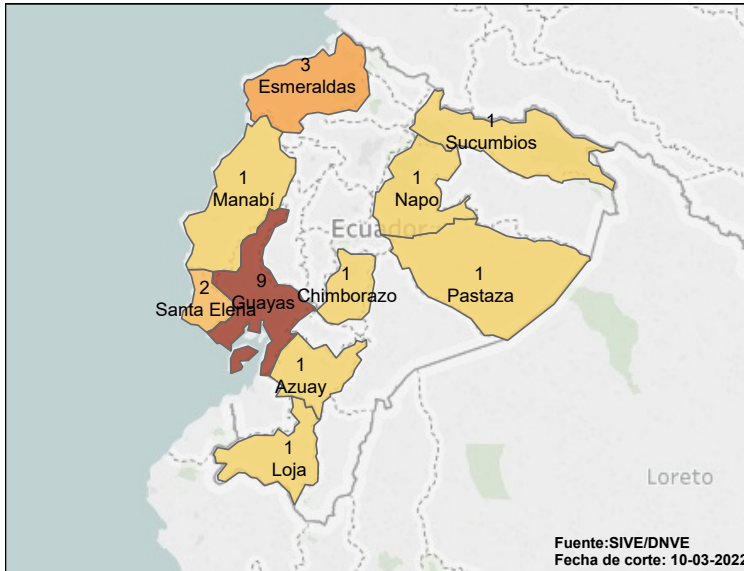 3
Esmeraldas
1
Sucumbios
1
Manabí
1
Napo
Ecuador
2
Santa Elena
9
Guayas
1
Chimborazo
1
Pastaza
1
Azuay
1
Loja
Loreto
Fuente:SIVE/DNVE
Fecha de corte: 10-03-2022